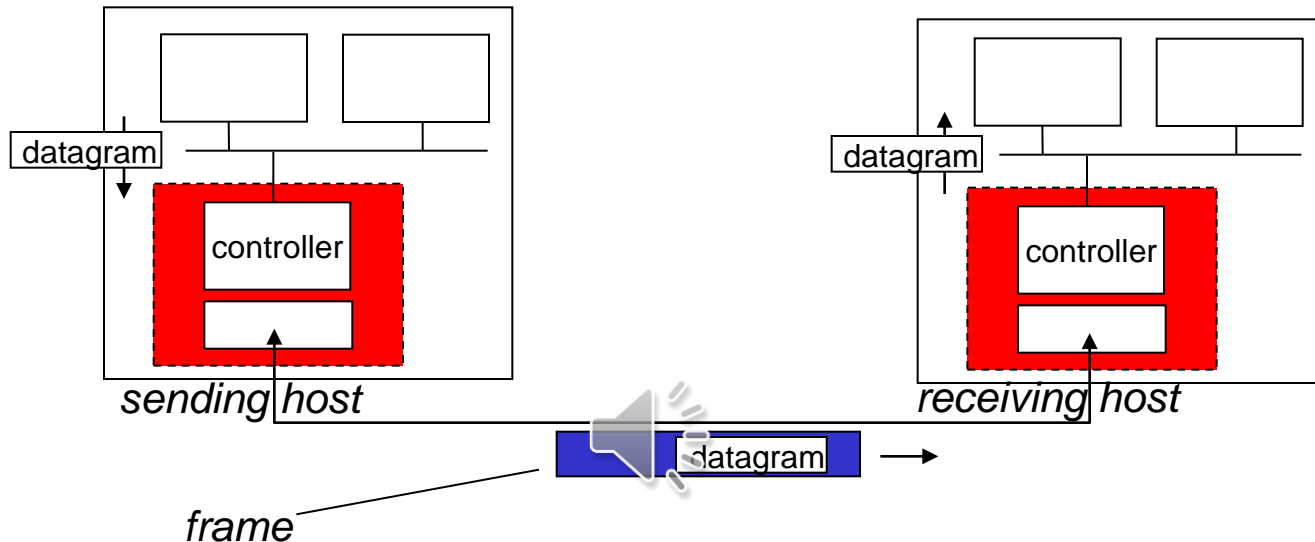 datagram
controller
sending host
datagram
controller
receiving host
datagram
frame